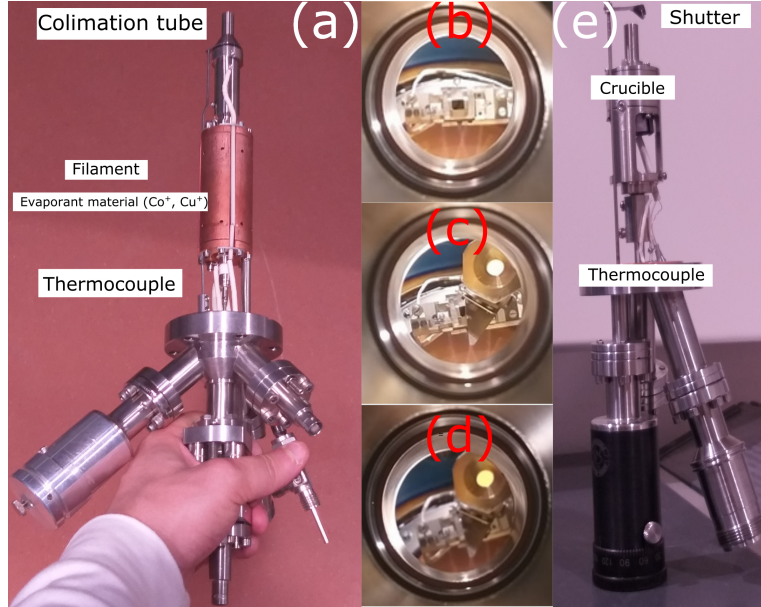 Colimation tube
(a)
Filament
Evaporant material (Co⁺, Cu⁺)
Thermocouple
(b)
(c)
(d)
(e)
Shutter
Crucible
Thermocouple